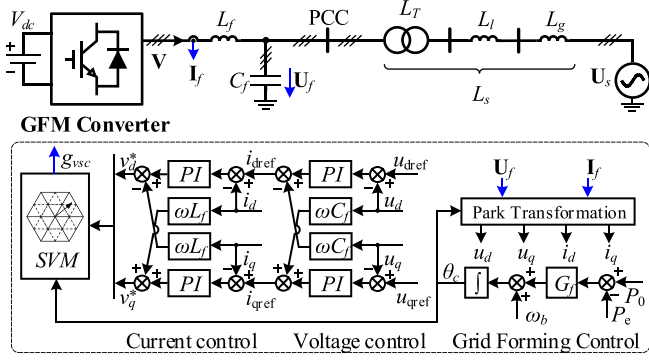 V_dc
V
I_f
L_f
C_f
U_f
PCC
L_T
L_l
L_g
L_s
U_s
GFM Converter
g_vsc
SVM
v_d*
PI
i_dref
PI
u_dref
ωL_f
i_d
ωC_f
u_d
ωL_f
i_q
ωC_f
u_q
v_q*
PI
i_qref
PI
u_qref
U_f
I_f
Park Transformation
u_d
u_q
i_d
i_q
θ_c
∫
G_f
P_0
ω_b
P_e
Current control
Voltage control
Grid Forming Control